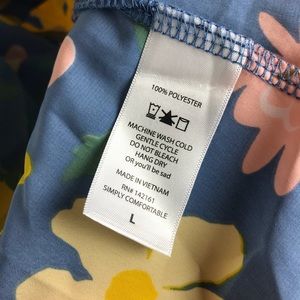 100% POLYESTER
MACHINE WASH COLD
GENTLE CYCLE
DO NOT BLEACH
HANG DRY
OR you'll be sad
MADE IN VIETNAM
RN# 142161
SIMPLY COMFORTABLE
L